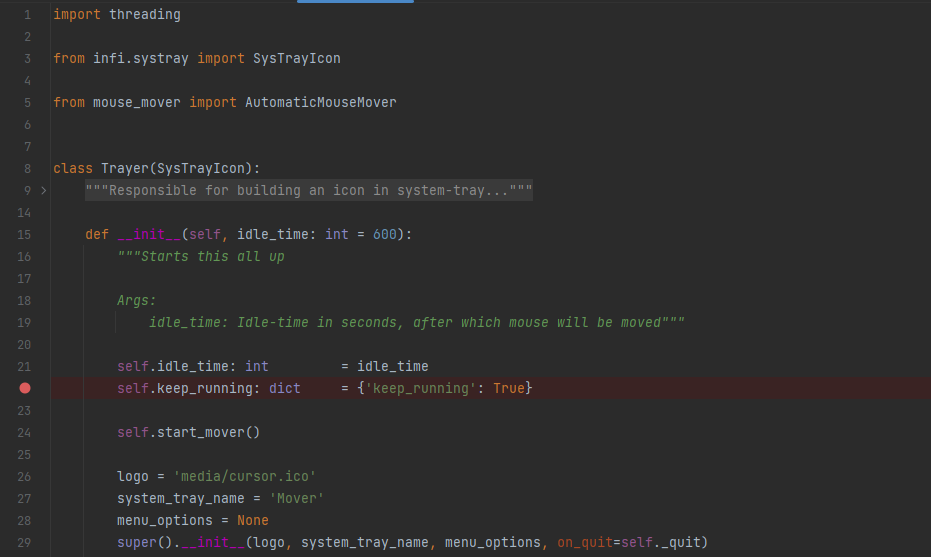 1 import threading
2
3 from infi.systray import SysTrayIcon
4
5 from mouse_mover import AutomaticMouseMover
6
7
8 class Trayer(SysTrayIcon):
9 """Responsible for building an icon in system-tray..."""
14
15 def __init__(self, idle_time: int = 600):
16 """Starts this all up
17
18 Args:
19 idle_time: Idle-time in seconds, after which mouse will be moved"""
20
21 self.idle_time: int = idle_time
self.keep_running: dict = {'keep_running': True}
23
24 self.start_mover()
25
26 logo = 'media/cursor.ico'
27 system_tray_name = 'Mover'
28 menu_options = None
29 super().__init__(logo, system_tray_name, menu_options, on_quit=self._quit)